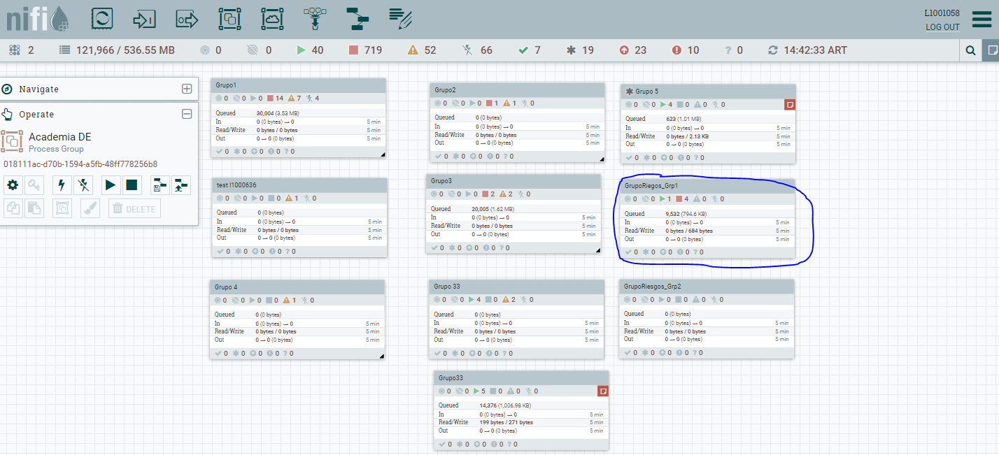 nifi
L1001058
LOG OUT
2 121,966 / 536.55 MB 0 0 40 719 52 66 7 19 23 10 ? 0 14:42:33 ART
Navigate
Operate
Academia DE
Process Group
018111ac-d70b-1594-a5fb-48ff778256b8
DELETE
Grupo1
0 0 0 14 7 4
Queued 30,004 (3.53 MB)
In 0 (0 bytes) → 0 5 min
Read/Write 0 bytes / 0 bytes 5 min
Out 0 → 0 (0 bytes) 5 min
0 0 0 0 ? 0
Grupo2
0 0 0 1 1 0
Queued 0 (0 bytes)
In 0 (0 bytes) → 0 5 min
Read/Write 0 bytes / 0 bytes 5 min
Out 0 → 0 (0 bytes) 5 min
0 0 0 0 ? 0
Grupo 5
0 0 4 0 0 0
Queued 623 (1.01 MB)
In 0 (0 bytes) → 0 5 min
Read/Write 0 bytes / 2.13 KB 5 min
Out 0 → 0 (0 bytes) 5 min
0 0 0 0 ? 0
test l1000636
0 0 0 0 1 0
Queued 0 (0 bytes)
In 0 (0 bytes) → 0 5 min
Read/Write 0 bytes / 0 bytes 5 min
Out 0 → 0 (0 bytes) 5 min
0 0 0 0 ? 0
Grupo3
0 0 0 2 2 0
Queued 20,005 (1.62 MB)
In 0 (0 bytes) → 0 5 min
Read/Write 0 bytes / 0 bytes 5 min
Out 0 → 0 (0 bytes) 5 min
0 0 0 0 ? 0
GrupoRiegos_Grp1
0 0 1 4 0 0
Queued 9,532 (794.6 KB)
In 0 (0 bytes) → 0 5 min
Read/Write 0 bytes / 684 bytes 5 min
Out 0 → 0 (0 bytes) 5 min
0 0 0 0 ? 0
Grupo 4
0 0 0 0 1 0
Queued 0 (0 bytes)
In 0 (0 bytes) → 0 5 min
Read/Write 0 bytes / 0 bytes 5 min
Out 0 → 0 (0 bytes) 5 min
0 0 0 0 ? 0
Grupo 33
0 0 4 0 2 0
Queued 0 (0 bytes)
In 0 (0 bytes) → 0 5 min
Read/Write 0 bytes / 0 bytes 5 min
Out 0 → 0 (0 bytes) 5 min
0 0 0 0 ? 0
GrupoRiesgos_Grp2
0 0 0 0 0 0
Queued 0 (0 bytes)
In 0 (0 bytes) → 0 5 min
Read/Write 0 bytes / 0 bytes 5 min
Out 0 → 0 (0 bytes) 5 min
0 0 0 0 ? 0
Grupo33
0 0 5 0 0 0
Queued 14,376 (1,006.98 KB)
In 0 (0 bytes) → 0 5 min
Read/Write 199 bytes / 271 bytes 5 min
Out 0 → 0 (0 bytes) 5 min
0 0 0 0 ? 0